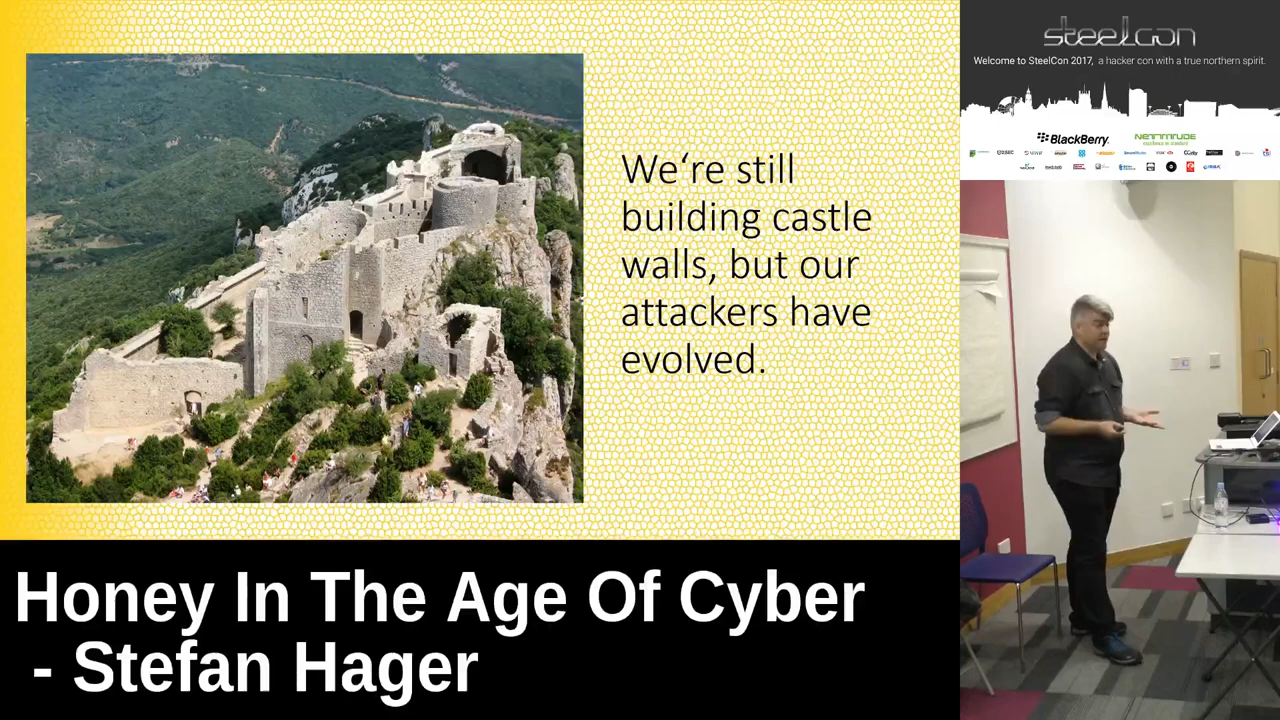 We‘re still
building castle
walls, but our
attackers have
evolved.
Honey In The Age Of Cyber
- Stefan Hager
steelcon
Welcome to SteelCon 2017, a hacker con with a true northern spirit.
BlackBerry
NETTITUDE